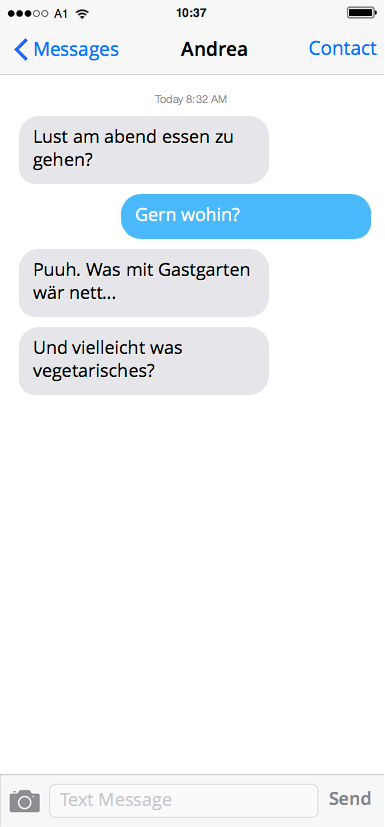 A1 10:37
Messages Andrea Contact
Today 8:32 AM
Lust am abend essen zu
gehen?
Gern wohin?
Puuh. Was mit Gastgarten
wär nett...
Und vielleicht was
vegetarisches?
Text Message Send